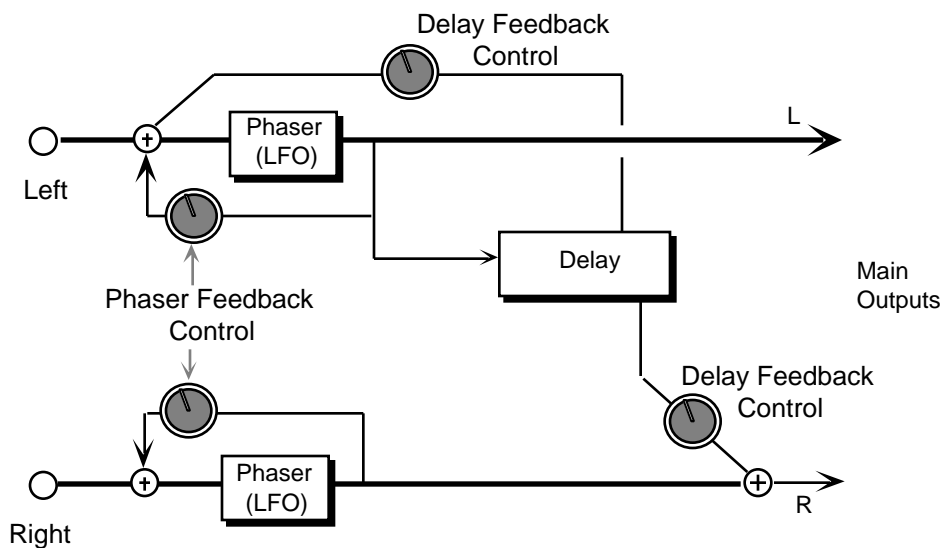 Delay Feedback
Control
L
Phaser
(LFO)
Left
Delay
Main
Outputs
Phaser Feedback
Control
Delay Feedback
Control
Phaser
(LFO)
R
Right